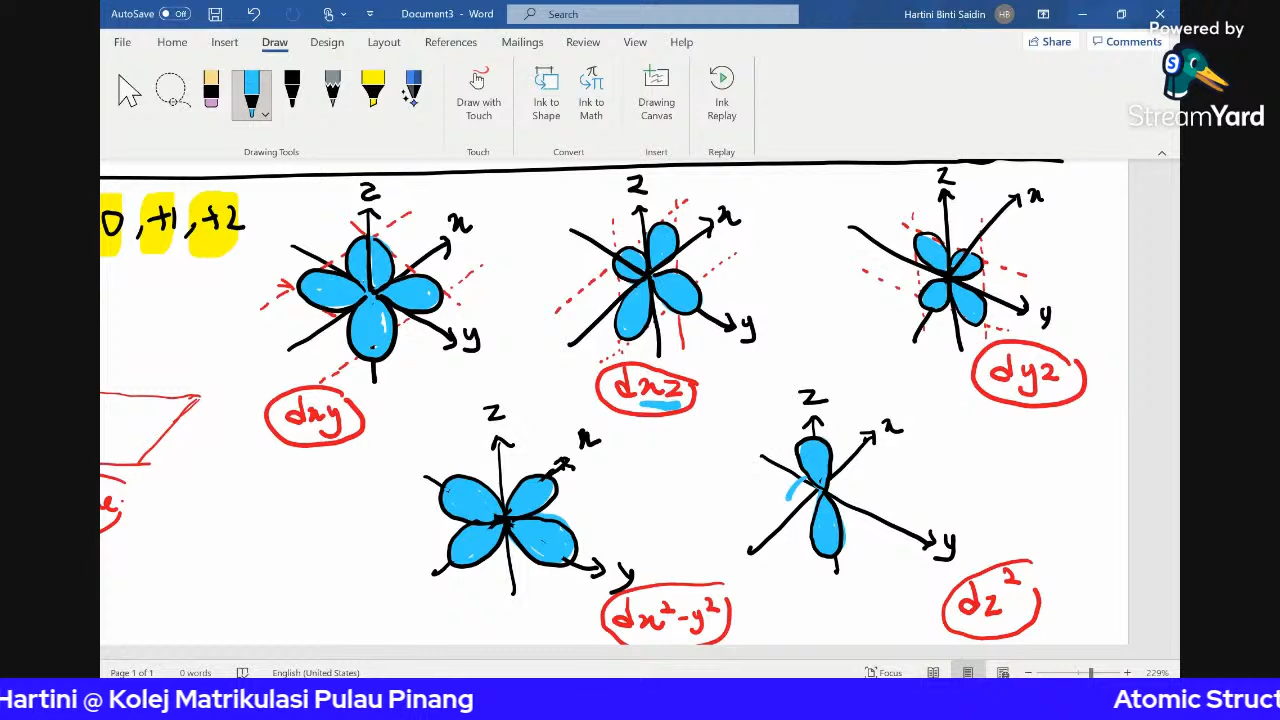 AutoSave Off Document3 - Word Search Hartini Binti Saidin HB
Powered by
StreamYard
File Home Insert Draw Design Layout References Mailings Review View Help Share Comments
Draw with Touch
Ink to Shape
Ink to Math
Drawing Canvas
Ink Replay
Drawing Tools Touch Convert Insert Replay
0, +1, +2
z x y
dxy
z x y
dxz
z x y
dyz
z x y
dx²-y²
z x y
dz²
Page 1 of 1 0 words English (United States) Focus 229%
Hartini @ Kolej Matrikulasi Pulau Pinang Atomic Struct